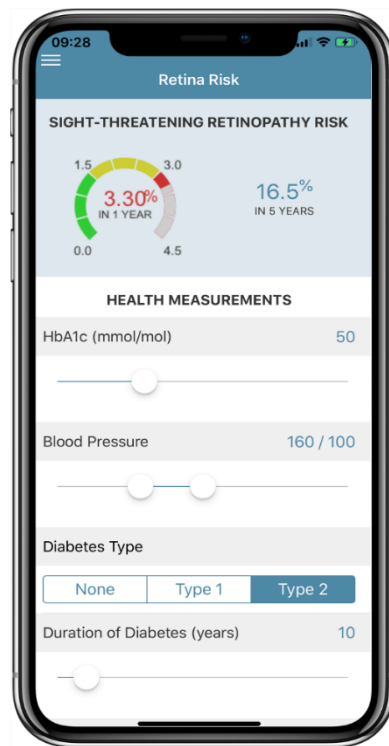 09:28
Retina Risk
SIGHT-THREATENING RETINOPATHY RISK
1.5 3.0
3.30%
IN 1 YEAR
0.0 4.5
16.5%
IN 5 YEARS
HEALTH MEASUREMENTS
HbA1c (mmol/mol) 50
Blood Pressure 160 / 100
Diabetes Type
None Type 1 Type 2
Duration of Diabetes (years) 10